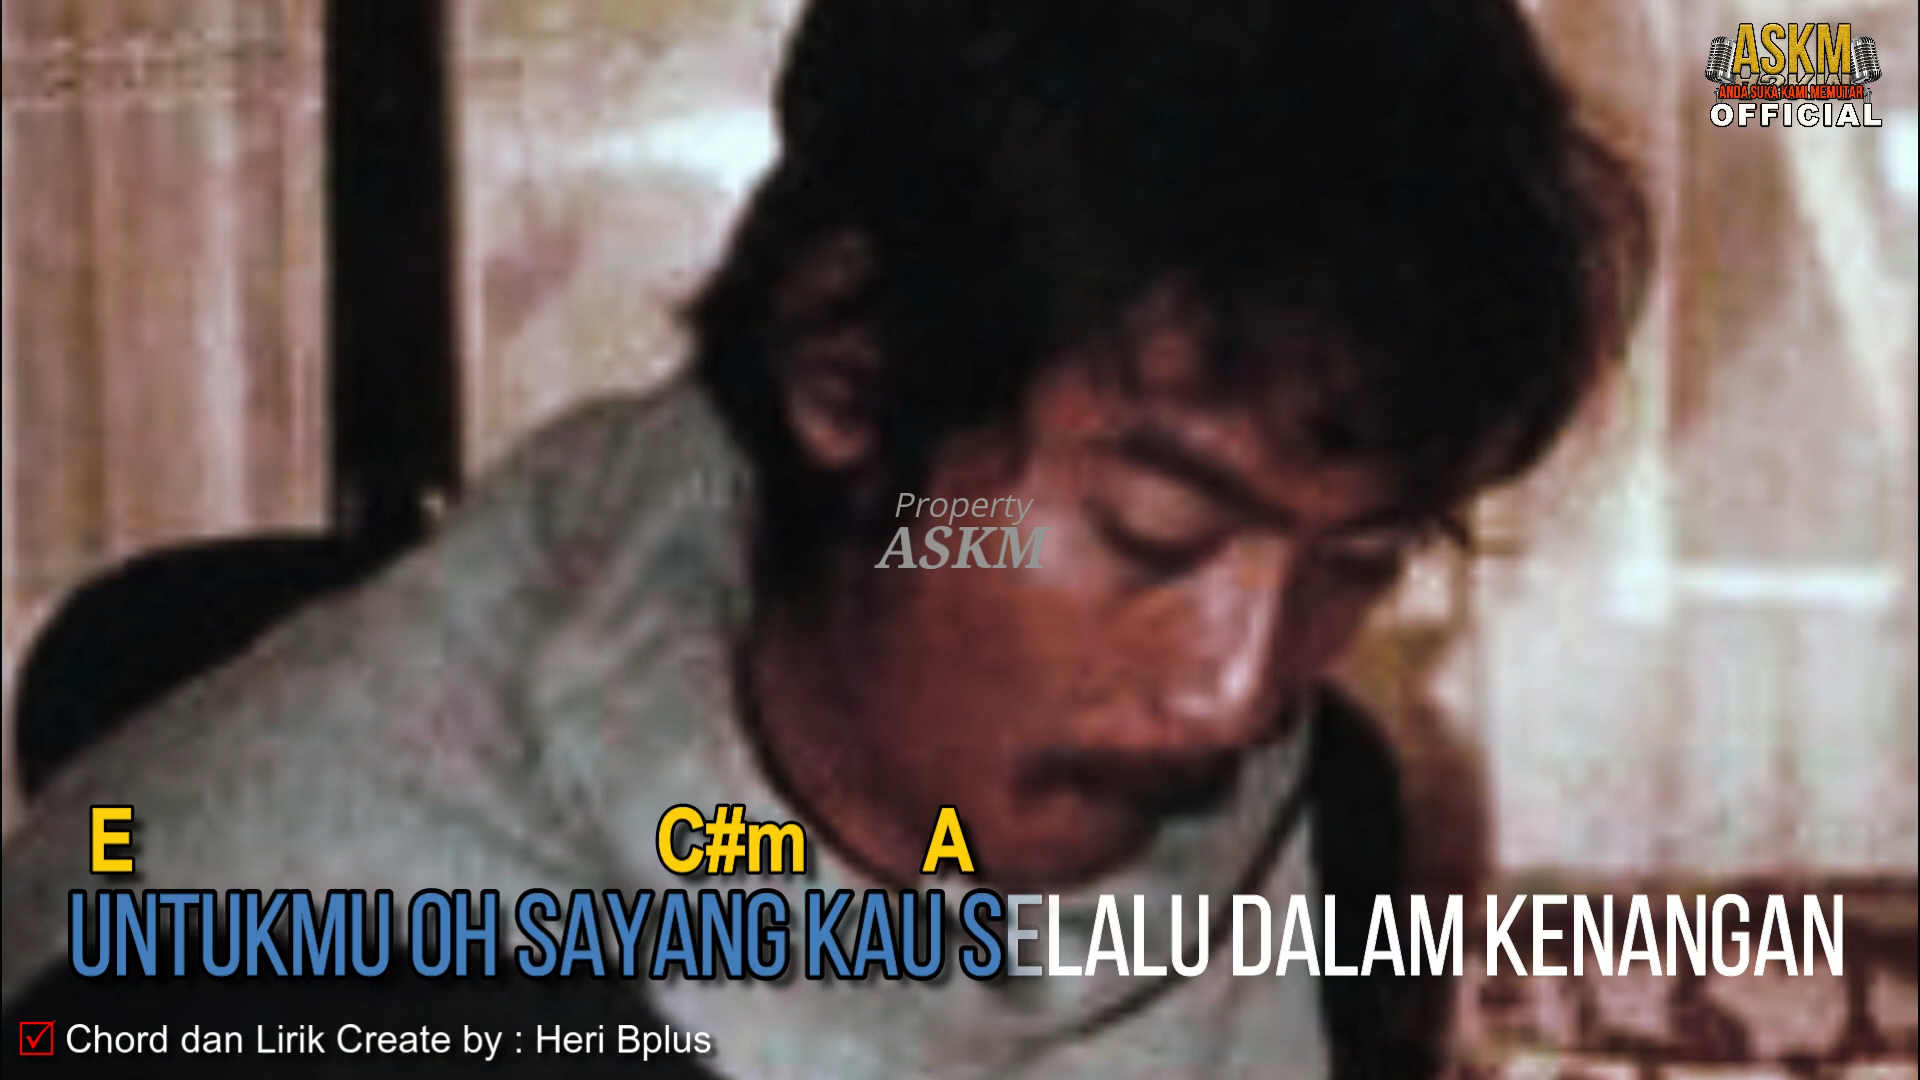 ASKM
ANDA SUKA KAMI MEMUTAR
OFFICIAL
Property
ASKM
E C#m A
UNTUKMU OH SAYANG KAU SELALU DALAM KENANGAN
Chord dan Lirik Create by : Heri Bplus